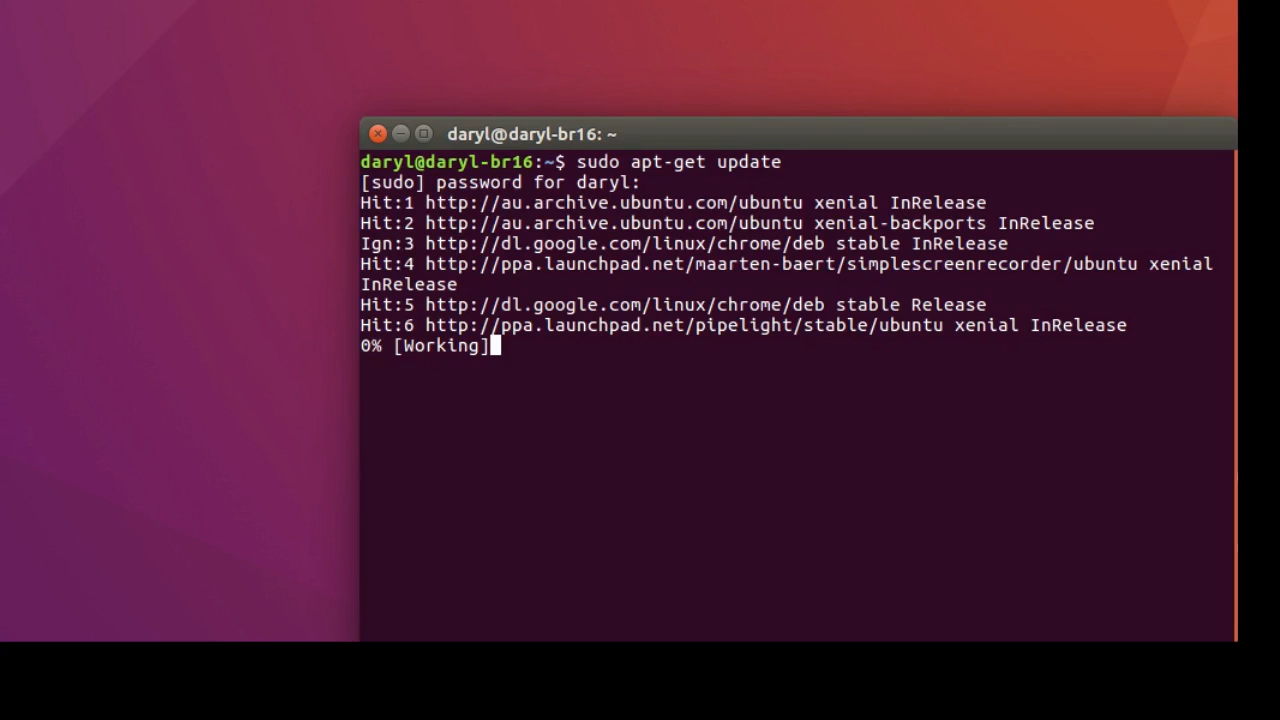 daryl@daryl-br16: ~
daryl@daryl-br16:~$ sudo apt-get update
[sudo] password for daryl:
Hit:1 http://au.archive.ubuntu.com/ubuntu xenial InRelease
Hit:2 http://au.archive.ubuntu.com/ubuntu xenial-backports InRelease
Ign:3 http://dl.google.com/linux/chrome/deb stable InRelease
Hit:4 http://ppa.launchpad.net/maarten-baert/simplescreenrecorder/ubuntu xenial
InRelease
Hit:5 http://dl.google.com/linux/chrome/deb stable Release
Hit:6 http://ppa.launchpad.net/pipelight/stable/ubuntu xenial InRelease
0% [Working]